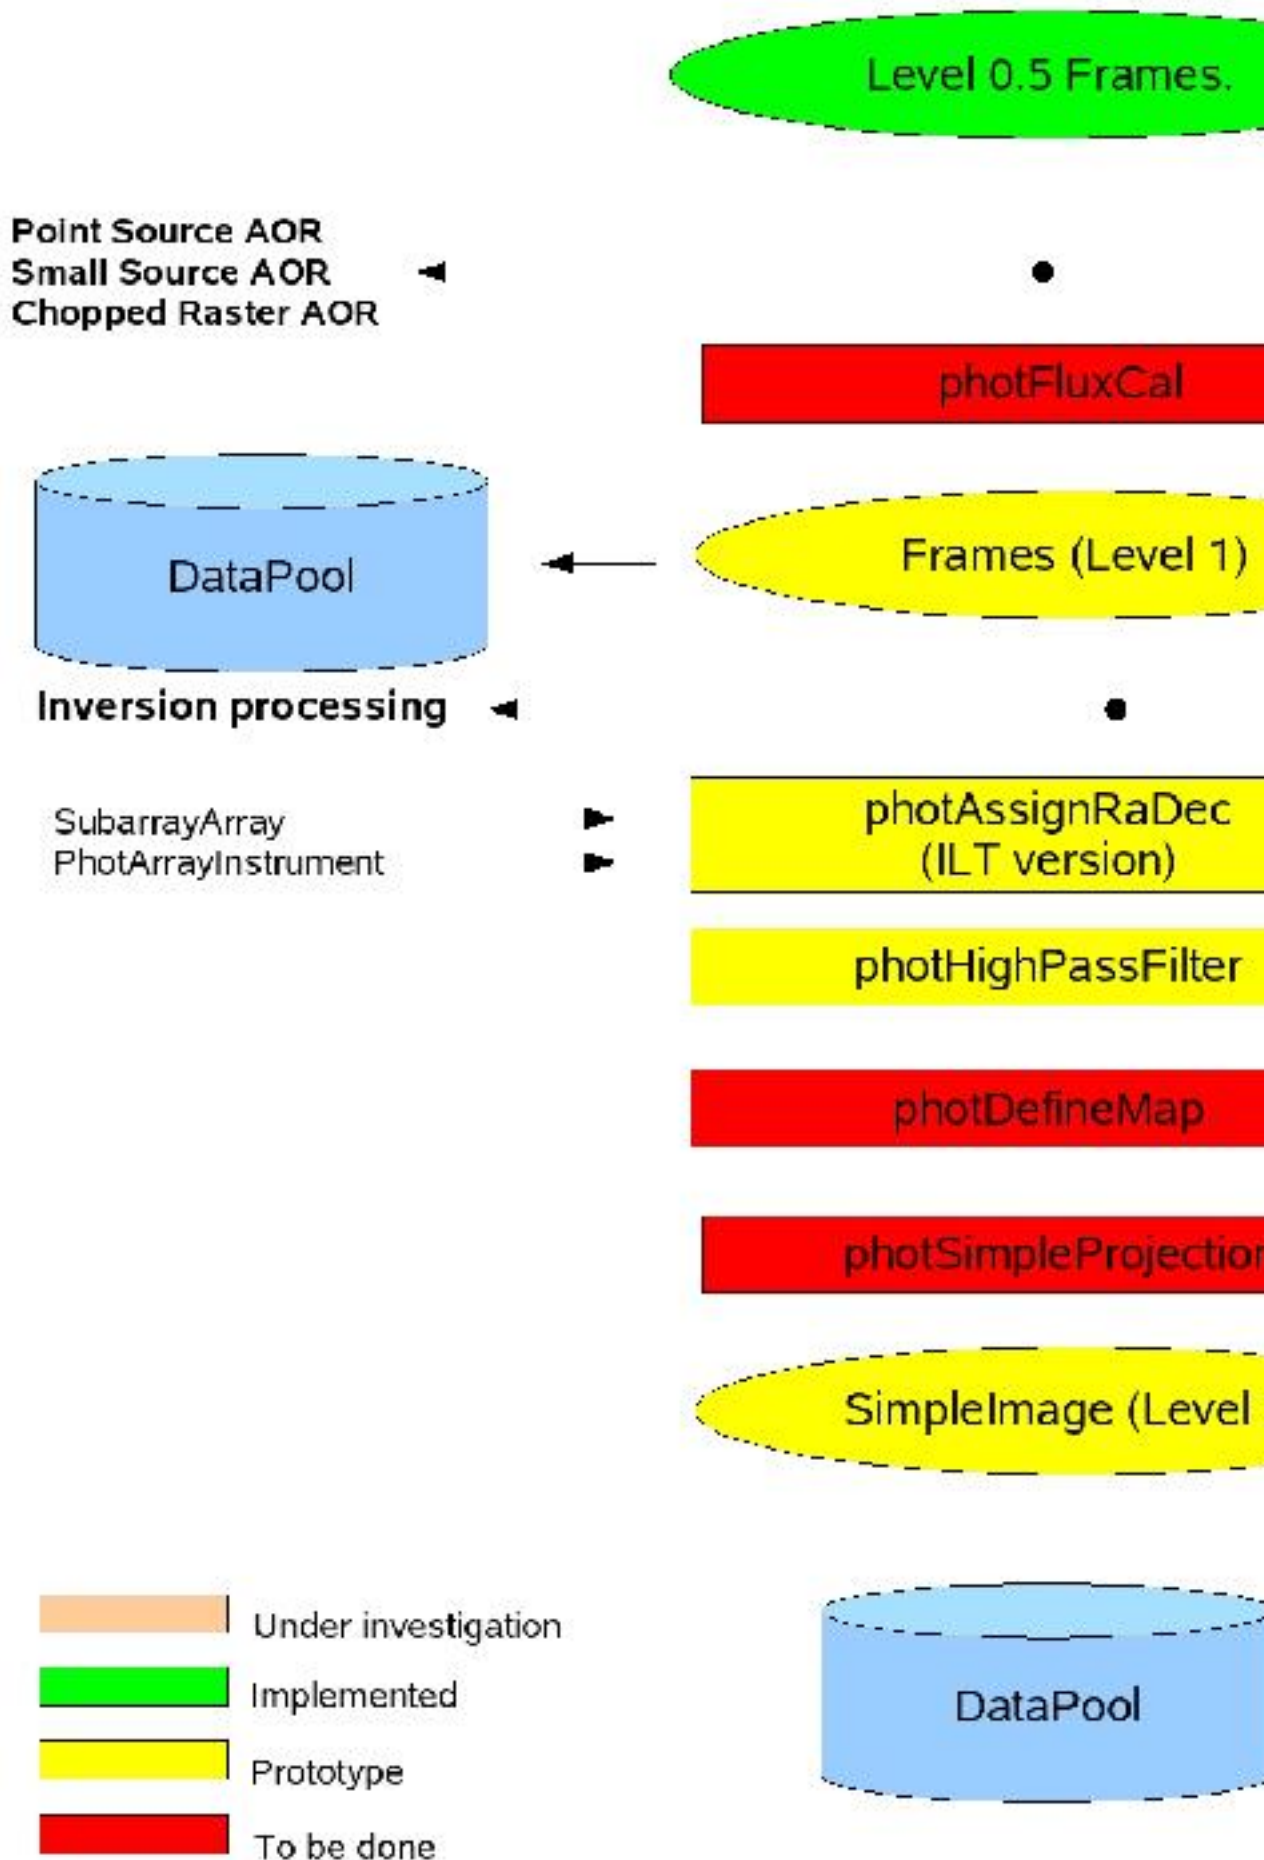 Level 0.5 Frames.
Point Source AOR
Small Source AOR
Chopped Raster AOR
photFluxCal
DataPool
Frames (Level 1)
Inversion processing
SubarrayArray
PhotArrayInstrument
photAssignRaDec
(ILT version)
photHighPassFilter
photDefineMap
photSimpleProjection
SimpleImage (Level
Under investigation
Implemented
Prototype
To be done
DataPool